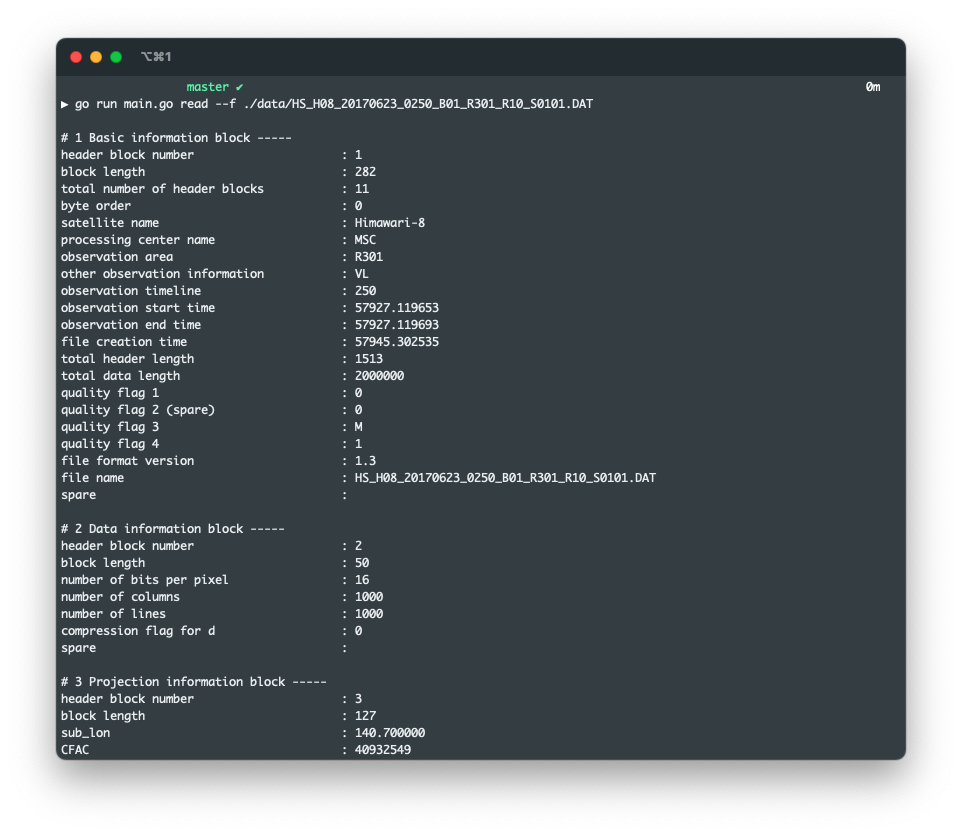 ⌥⌘1
master ✔ 0m
▶ go run main.go read --f ./data/HS_H08_20170623_0250_B01_R301_R10_S0101.DAT
# 1 Basic information block -----
header block number : 1
block length : 282
total number of header blocks : 11
byte order : 0
satellite name : Himawari-8
processing center name : MSC
observation area : R301
other observation information : VL
observation timeline : 250
observation start time : 57927.119653
observation end time : 57927.119693
file creation time : 57945.302535
total header length : 1513
total data length : 2000000
quality flag 1 : 0
quality flag 2 (spare) : 0
quality flag 3 : M
quality flag 4 : 1
file format version : 1.3
file name : HS_H08_20170623_0250_B01_R301_R10_S0101.DAT
spare :
# 2 Data information block -----
header block number : 2
block length : 50
number of bits per pixel : 16
number of columns : 1000
number of lines : 1000
compression flag for d : 0
spare :
# 3 Projection information block -----
header block number : 3
block length : 127
sub_lon : 140.700000
CFAC : 40932549